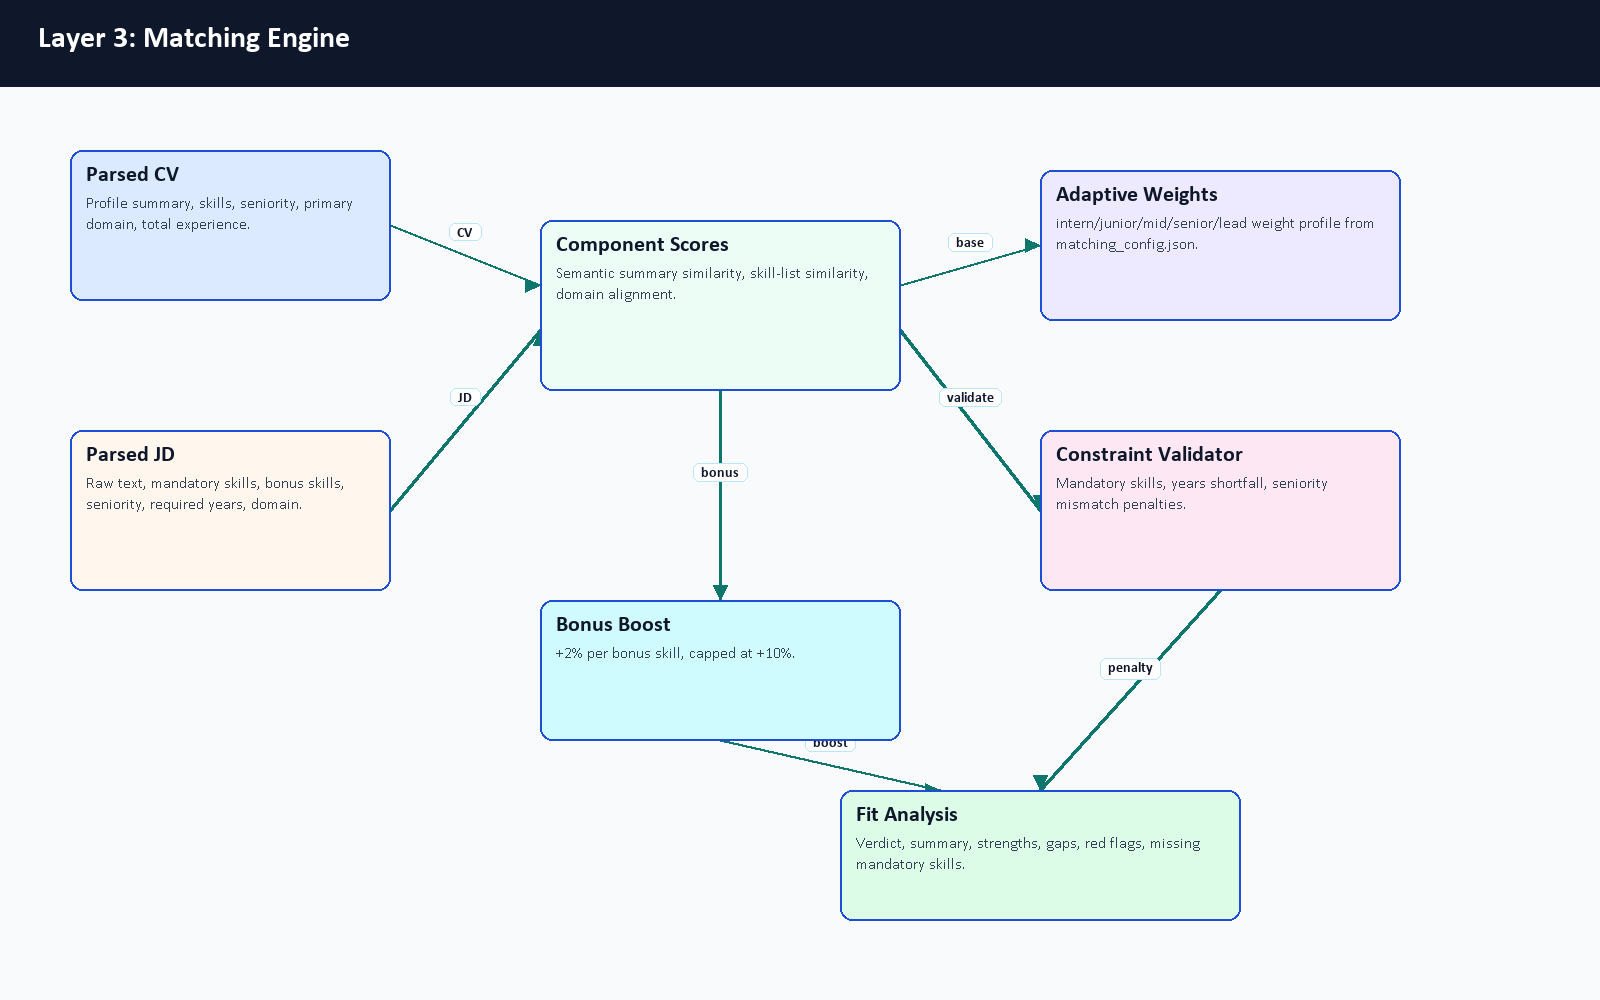 Layer 3: Matching Engine
Parsed CV
Profile summary, skills, seniority, primary
domain, total experience.
CV
Component Scores
Semantic summary similarity, skill-list similarity,
domain alignment.
base
Adaptive Weights
intern/junior/mid/senior/lead weight profile from
matching_config.json.
JD
validate
Parsed JD
Raw text, mandatory skills, bonus skills,
seniority, required years, domain.
bonus
Constraint Validator
Mandatory skills, years shortfall, seniority
mismatch penalties.
Bonus Boost
+2% per bonus skill, capped at +10%.
penalty
boost
Fit Analysis
Verdict, summary, strengths, gaps, red flags, missing
mandatory skills.